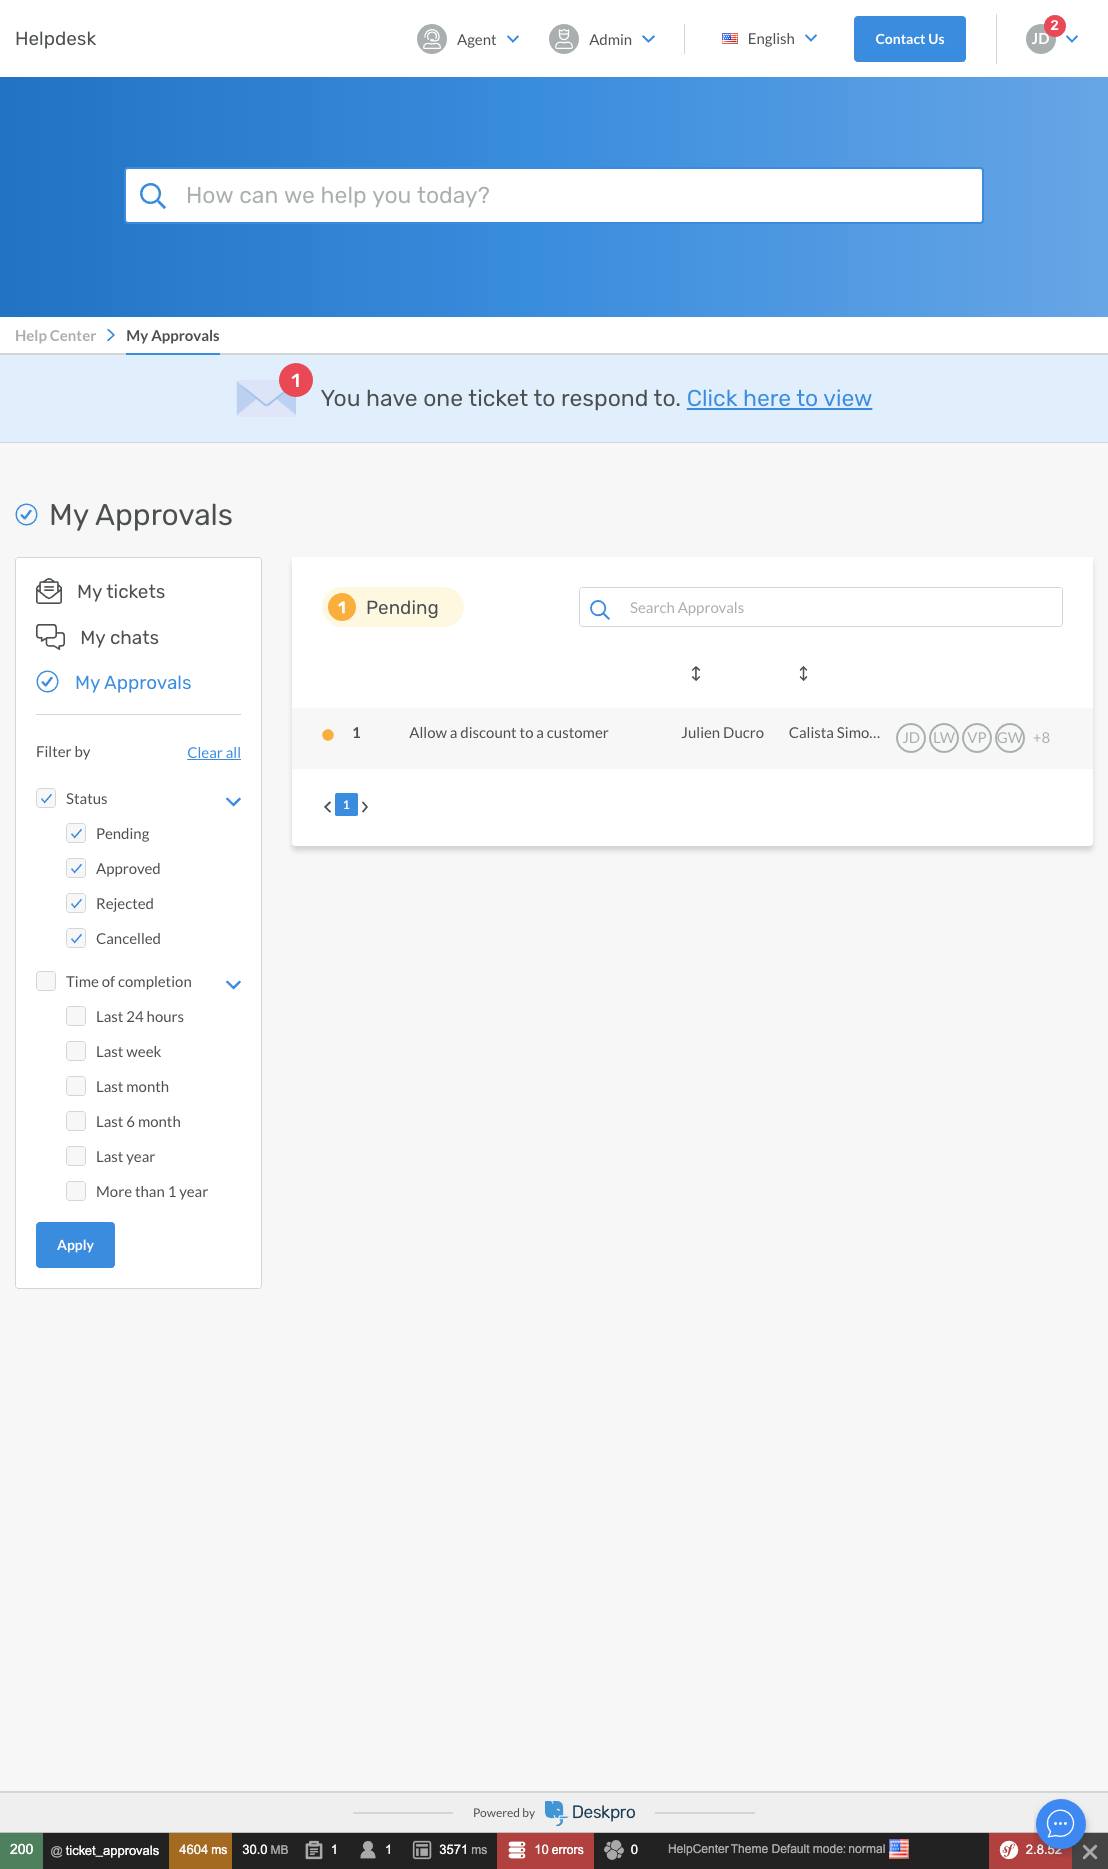 Helpdesk
Agent
Admin
English
Contact Us
JD
2
How can we help you today?
Help Center
My Approvals
1
You have one ticket to respond to. Click here to view
My Approvals
My tickets
My chats
My Approvals
Filter by
Clear all
Status
Pending
Approved
Rejected
Cancelled
Time of completion
Last 24 hours
Last week
Last month
Last 6 month
Last year
More than 1 year
Apply
1 Pending
Search Approvals
1 Allow a discount to a customer Julien Ducro Calista Simo... JD LW VP GW +8
1
Powered by Deskpro
200 @ ticket_approvals 4604 ms 30.0 MB 1 1 3571 ms 10 errors 0 HelpCenterTheme Default mode: normal sf 2.8.52